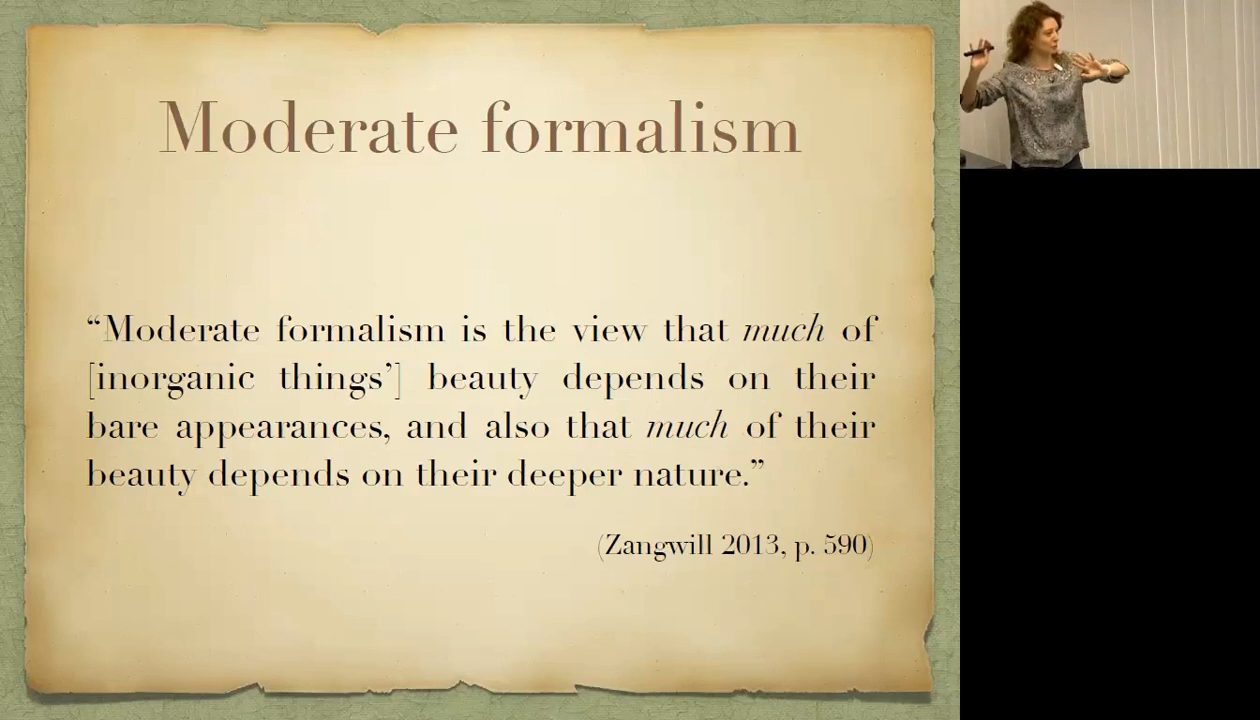 Moderate formalism
“Moderate formalism is the view that much of
[inorganic things’] beauty depends on their
bare appearances, and also that much of their
beauty depends on their deeper nature.”
(Zangwill 2013, p. 590)